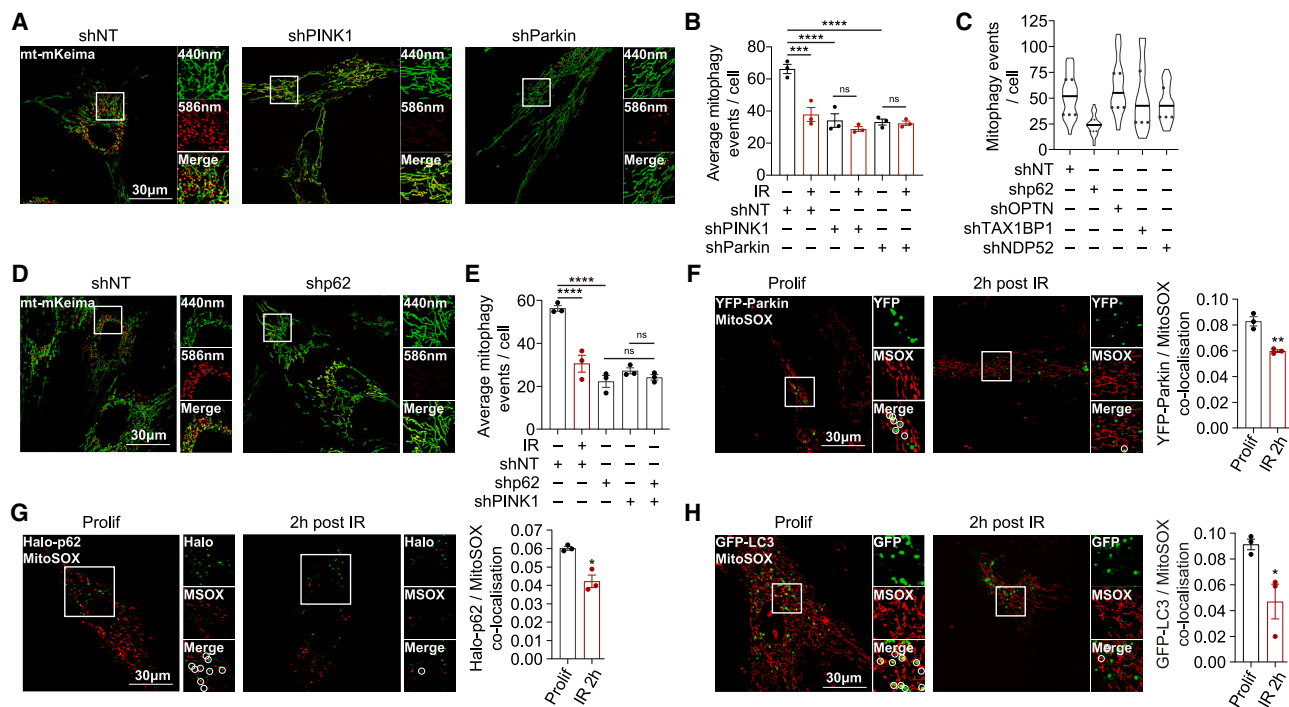 A
shNT
shPINK1
shParkin
mt-mKeima
440nm
586nm
Merge
30μm
440nm
586nm
Merge
440nm
586nm
Merge
B
Average mitophagy
events / cell
80
60
40
20
0
****
****
***
ns
ns
IR – + – + – +
shNT + + – – – –
shPINK1 – – + + – –
shParkin – – – – + +
C
Mitophagy events
/ cell
125
100
75
50
25
0
shNT + – – – –
shp62 – + – – –
shOPTN – – + – –
shTAX1BP1 – – – + –
shNDP52 – – – – +
D
shNT
shp62
mt-mKeima
440nm
586nm
Merge
30μm
440nm
586nm
Merge
30μm
E
Average mitophagy
events / cell
60
40
20
0
****
****
ns
ns
IR – + – – –
shNT + + – – –
shp62 – – + – +
shPINK1 – – – + +
F
Prolif
2h post IR
YFP-Parkin
MitoSOX
YFP
MSOX
Merge
30μm
YFP
MSOX
Merge
YFP-Parkin / MitoSOX
co-localisation
0.10
0.08
0.06
0.04
0.02
0.00
**
Prolif
IR 2h
G
Prolif
2h post IR
Halo-p62
MitoSOX
Halo
MSOX
Merge
30μm
Halo
MSOX
Merge
Halo-p62 / MitoSOX
co-localisation
0.07
0.06
0.05
0.04
0.03
0.02
0.01
0.00
*
Prolif
IR 2h
H
Prolif
2h post IR
GFP-LC3
MitoSOX
GFP
MSOX
Merge
30μm
GFP
MSOX
Merge
GFP-LC3 / MitoSOX
co-localisation
0.10
0.08
0.06
0.04
0.02
0.00
*
Prolif
IR 2h